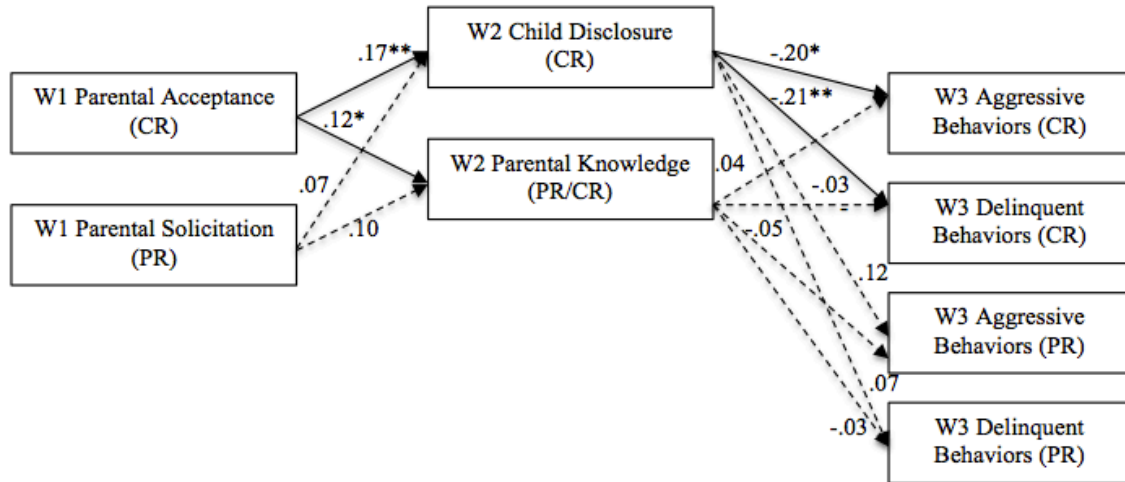 W2 Child Disclosure
(CR)
.17**
-.20*
W1 Parental Acceptance
(CR)
-.21**
W3 Aggressive
Behaviors (CR)
.12*
W2 Parental Knowledge
(PR/CR)
.04
.07
-.03
W1 Parental Solicitation
(PR)
.10
-.05
W3 Delinquent
Behaviors (CR)
.12
W3 Aggressive
Behaviors (PR)
.07
-.03
W3 Delinquent
Behaviors (PR)